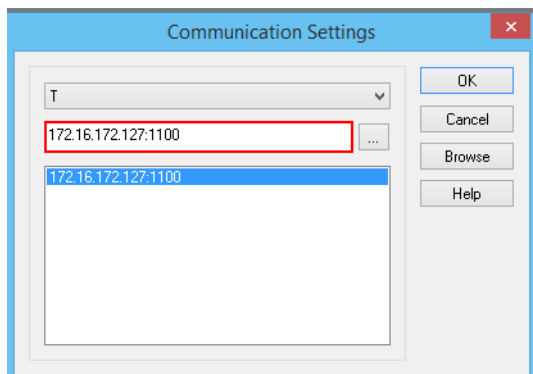 Communication Settings
T
OK
172.16.172.127:1100
...
Cancel
Browse
172.16.172.127:1100
Help